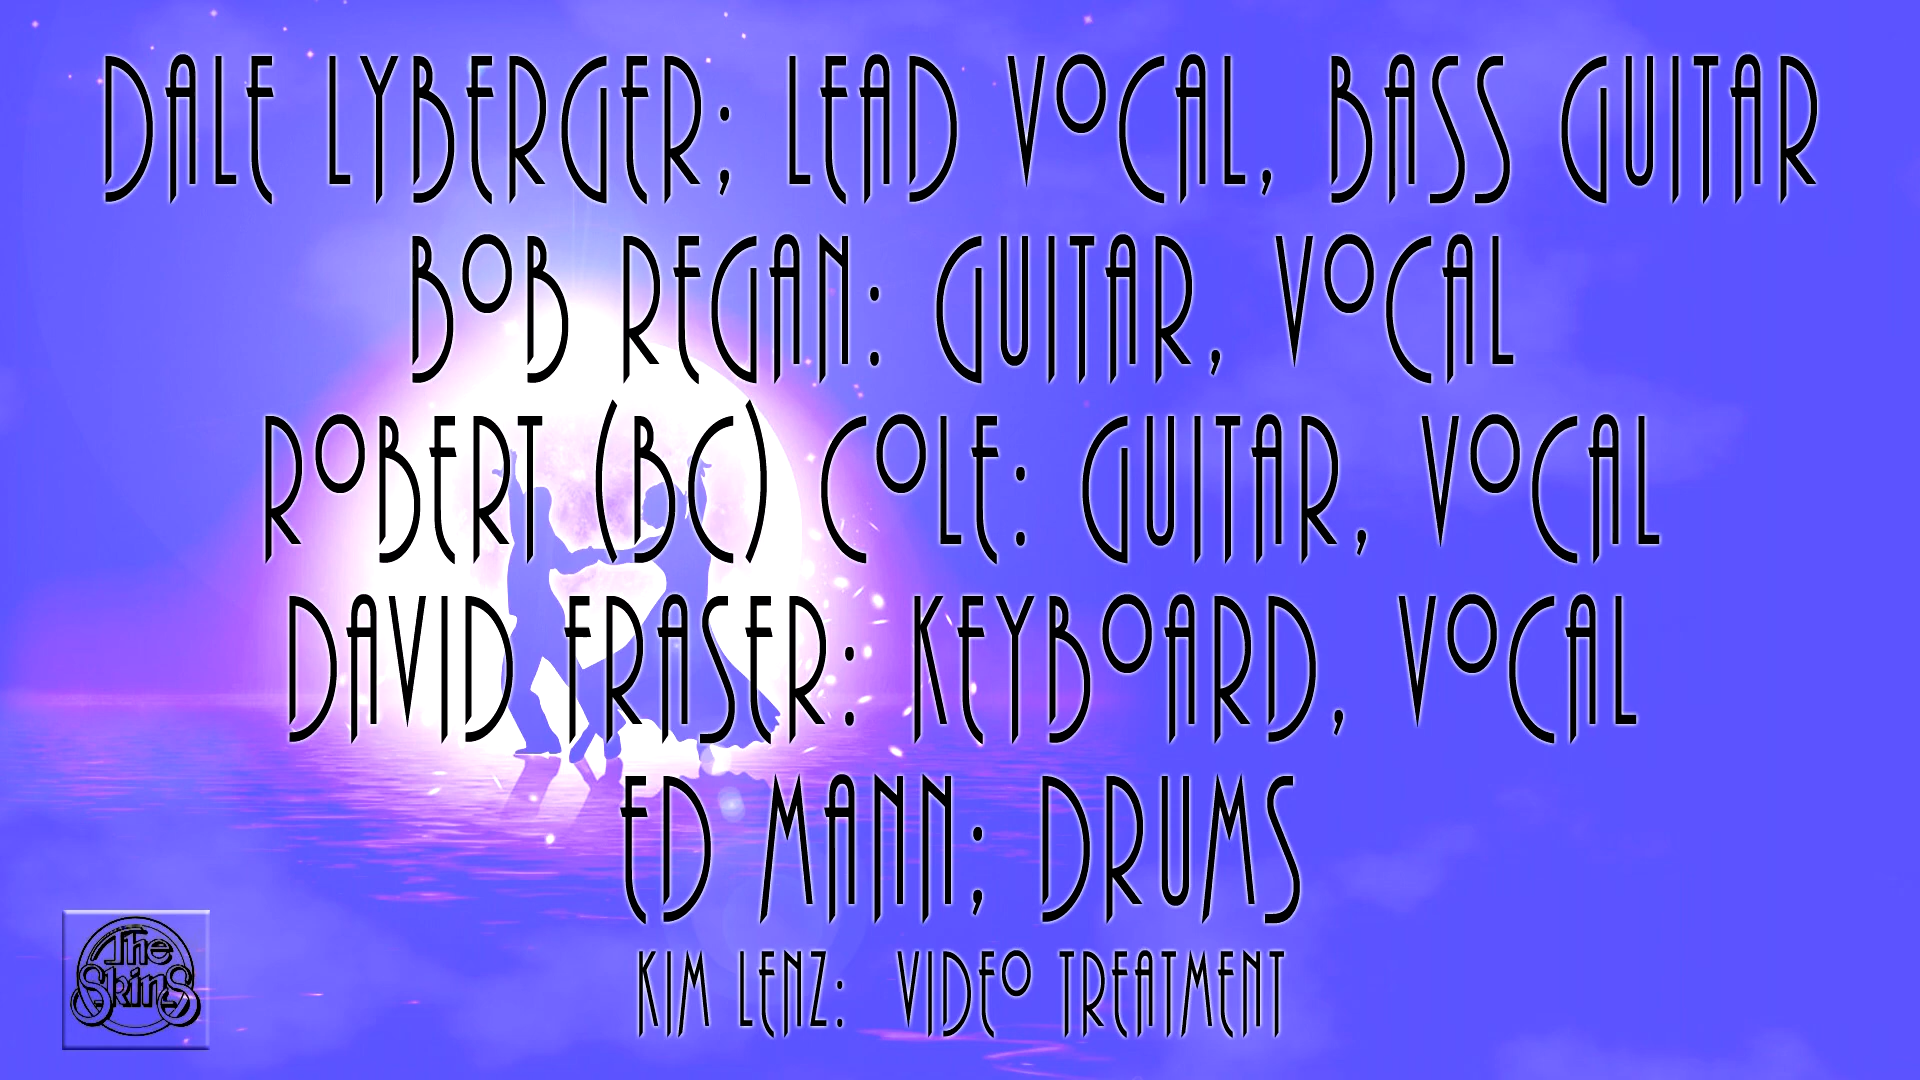 DALE LYBERGER; LEAD VOCAL, BASS GUITAR
BOB REGAN: GUITAR, VOCAL
ROBERT (BC) COLE: GUITAR, VOCAL
DAVID FRASER: KEYBOARD, VOCAL
ED MANN; DRUMS
KIM LENZ: VIDEO TREATMENT
The
Skins